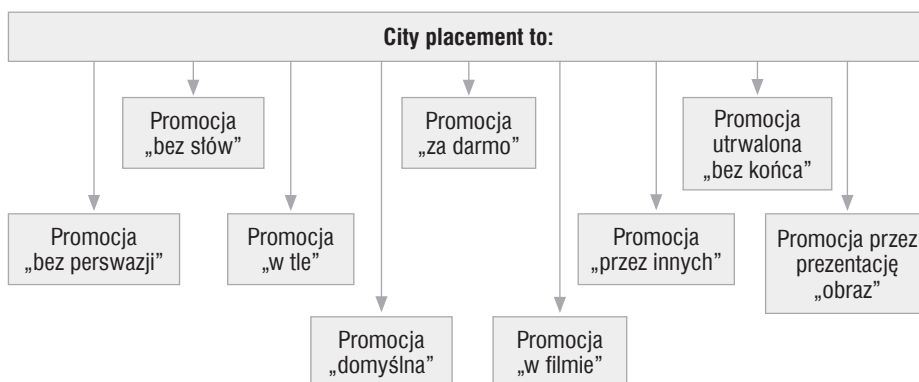 City placement to:
Promocja
„bez słów”
Promocja
„za darmo”
Promocja
utrwalona
„bez końca”
Promocja
„bez perswazji”
Promocja
„w tle”
Promocja
„przez innych”
Promocja przez
prezentację
„obraz”
Promocja
„domyślna”
Promocja
„w filmie”